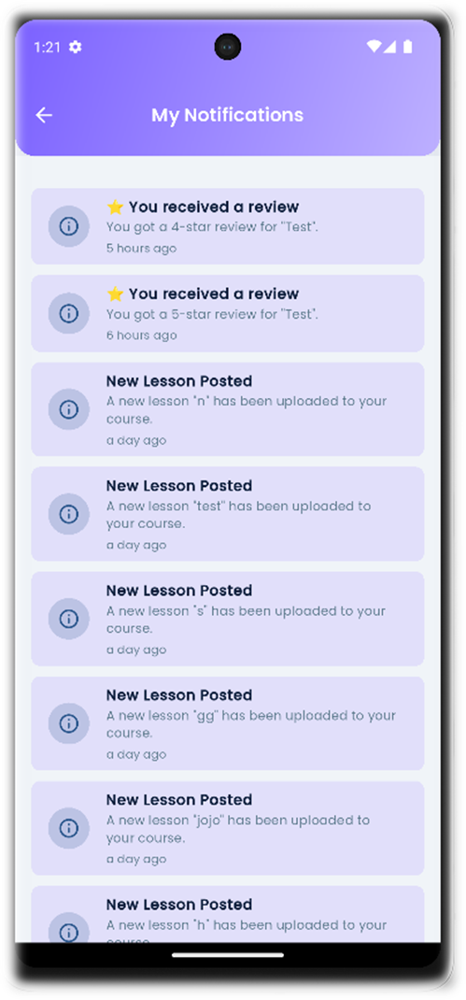 1:21
My Notifications
⭐ You received a review
You got a 4-star review for "Test".
5 hours ago
⭐ You received a review
You got a 5-star review for "Test".
6 hours ago
New Lesson Posted
A new lesson "n" has been uploaded to your
course.
a day ago
New Lesson Posted
A new lesson "test" has been uploaded to
your course.
a day ago
New Lesson Posted
A new lesson "s" has been uploaded to your
course.
a day ago
New Lesson Posted
A new lesson "gg" has been uploaded to your
course.
a day ago
New Lesson Posted
A new lesson "jojo" has been uploaded to
your course.
a day ago
New Lesson Posted
A new lesson "h" has been uploaded to your
course.